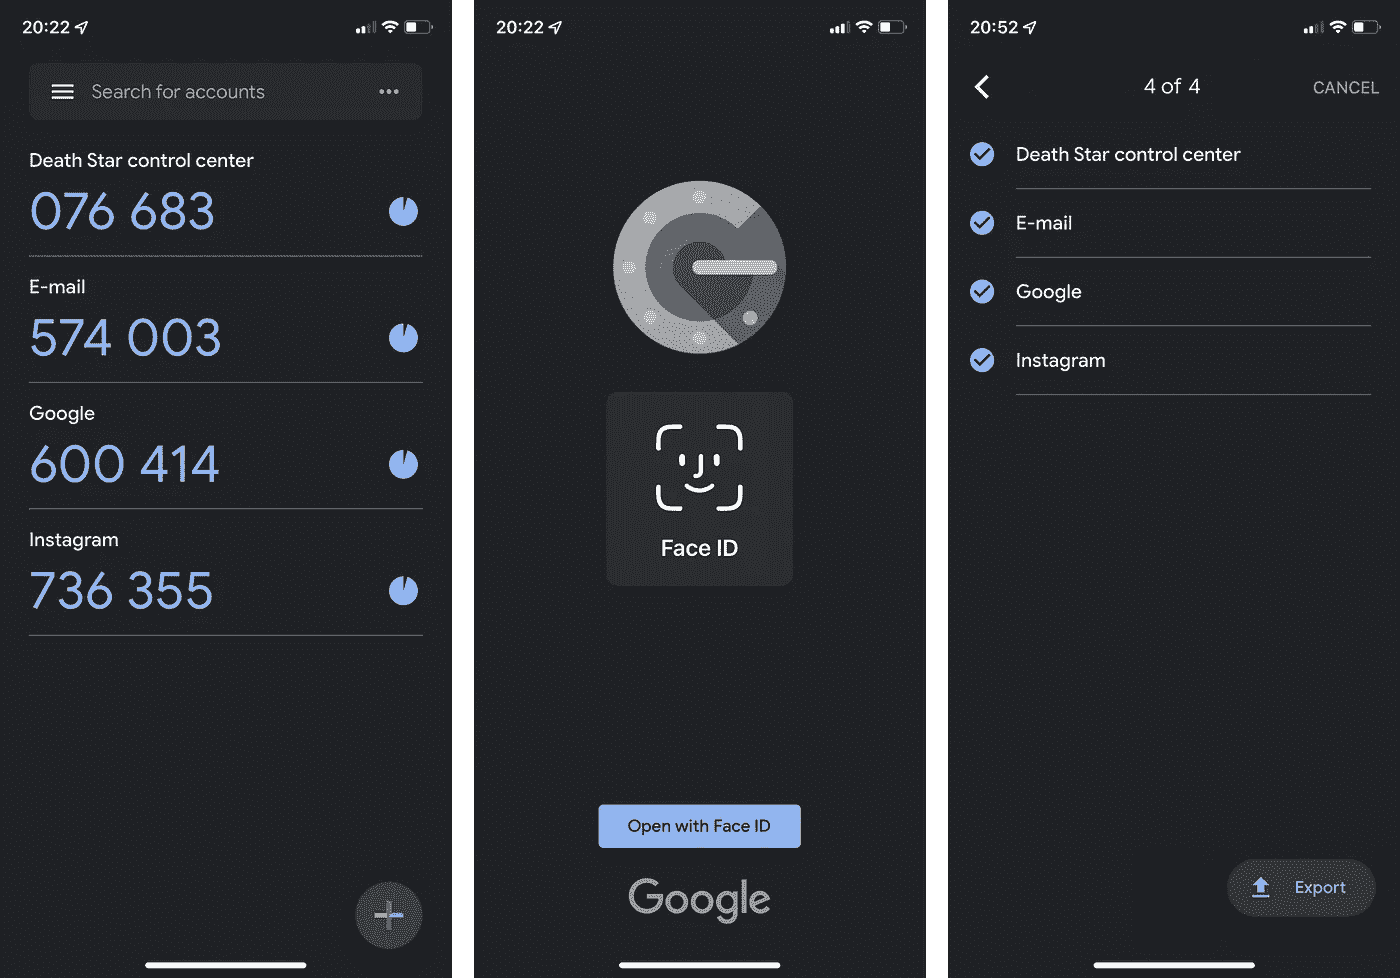 20:22
Search for accounts
Death Star control center
076 683
E-mail
574 003
Google
600 414
Instagram
736 355
20:22
Face ID
Open with Face ID
Google
20:52
4 of 4
CANCEL
Death Star control center
E-mail
Google
Instagram
Export